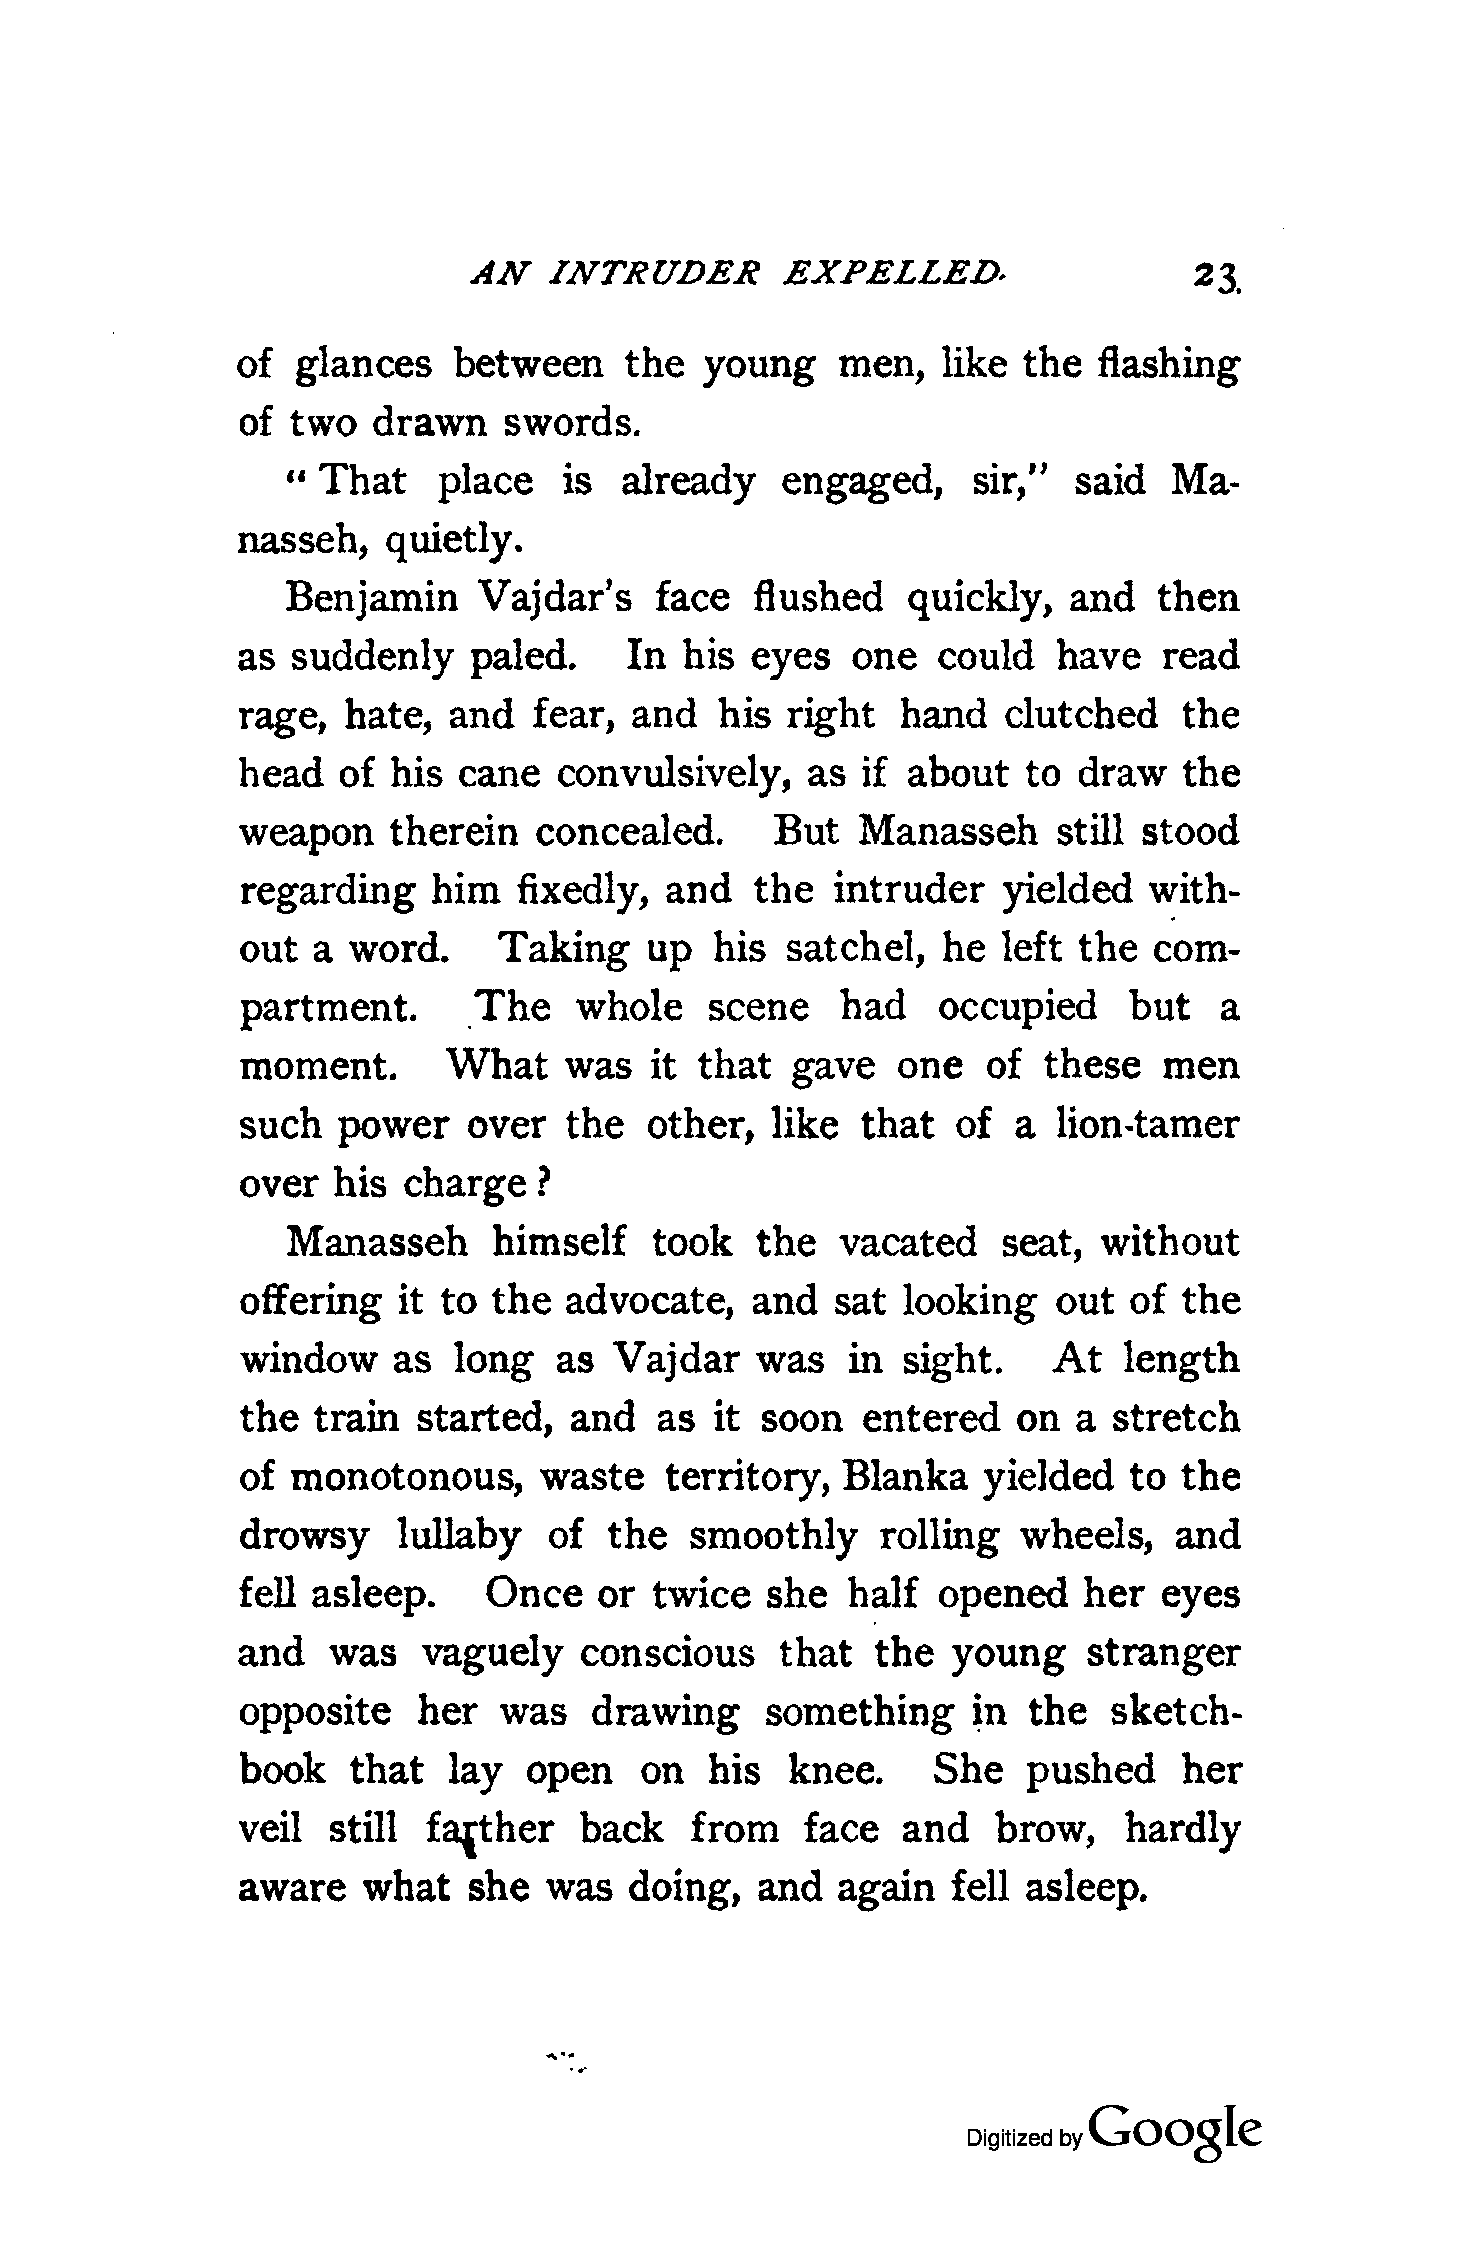 AN INTRUDER EXPELLED. 23.
of glances between the young men, like the flashing
of two drawn swords.
" That place is already engaged, sir," said Ma-
nasseh, quietly.
Benjamin Vajdar's face flushed quickly, and then
as suddenly paled. In his eyes one could have read
rage, hate, and fear, and his right hand clutched the
head of his cane convulsively, as if about to draw the
weapon therein concealed. But Manasseh still stood
regarding him fixedly, and the intruder yielded with-
out a word. Taking up his satchel, he left the com-
partment. The whole scene had occupied but a
moment. What was it that gave one of these men
such power over the other, like that of a lion-tamer
over his charge ?
Manasseh himself took the vacated seat, without
offering it to the advocate, and sat looking out of the
window as long as Vajdar was in sight. At length
the train started, and as it soon entered on a stretch
of monotonous, waste territory, Blanka yielded to the
drowsy lullaby of the smoothly rolling wheels, and
fell asleep. Once or twice she half opened her eyes
and was vaguely conscious that the young stranger
opposite her was drawing something in the sketch-
book that lay open on his knee. She pushed her
veil still farther back from face and brow, hardly
aware what she was doing, and again fell asleep.
Digitized by Google